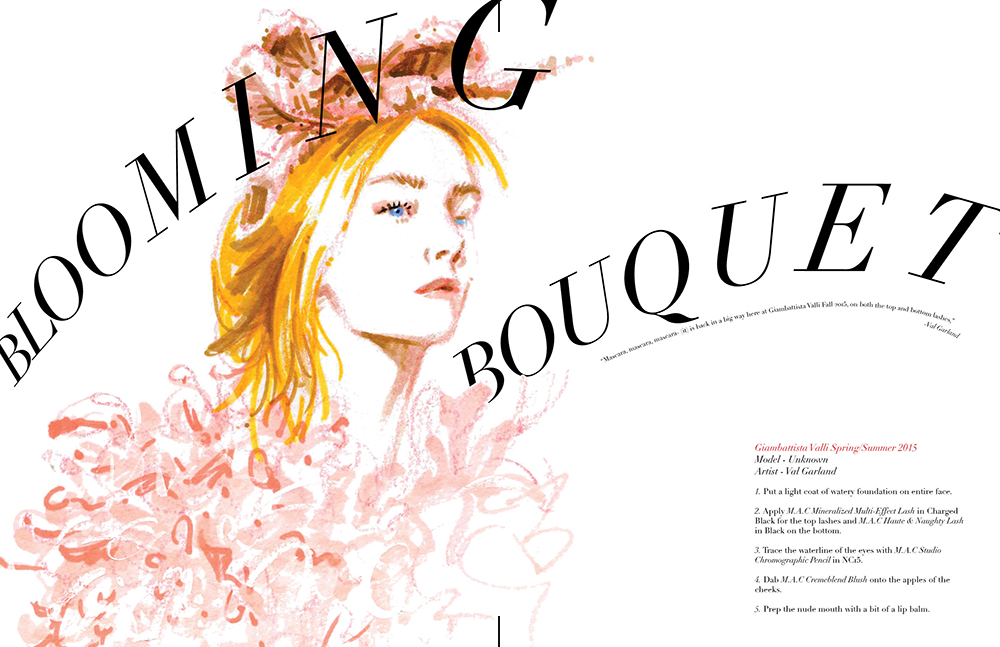 BLOOMING
BOUQUET
"Mascara, mascara, mascara- [it] is back in a big way here at Giambattista Valli Fall 2015, on both the top and bottom lashes,"
-Val Garland
Giambattista Valli Spring/Summer 2015
Model - Unknown
Artist - Val Garland
1. Put a light coat of watery foundation on entire face.
2. Apply M.A.C Mineralized Multi-Effect Lash in Charged
Black for the top lashes and M.A.C Haute & Naughty Lash
in Black on the bottom.
3. Trace the waterline of the eyes with M.A.C Studio
Chromographic Pencil in NC15.
4. Dab M.A.C Cremeblend Blush onto the apples of the
cheeks.
5. Prep the nude mouth with a bit of a lip balm.